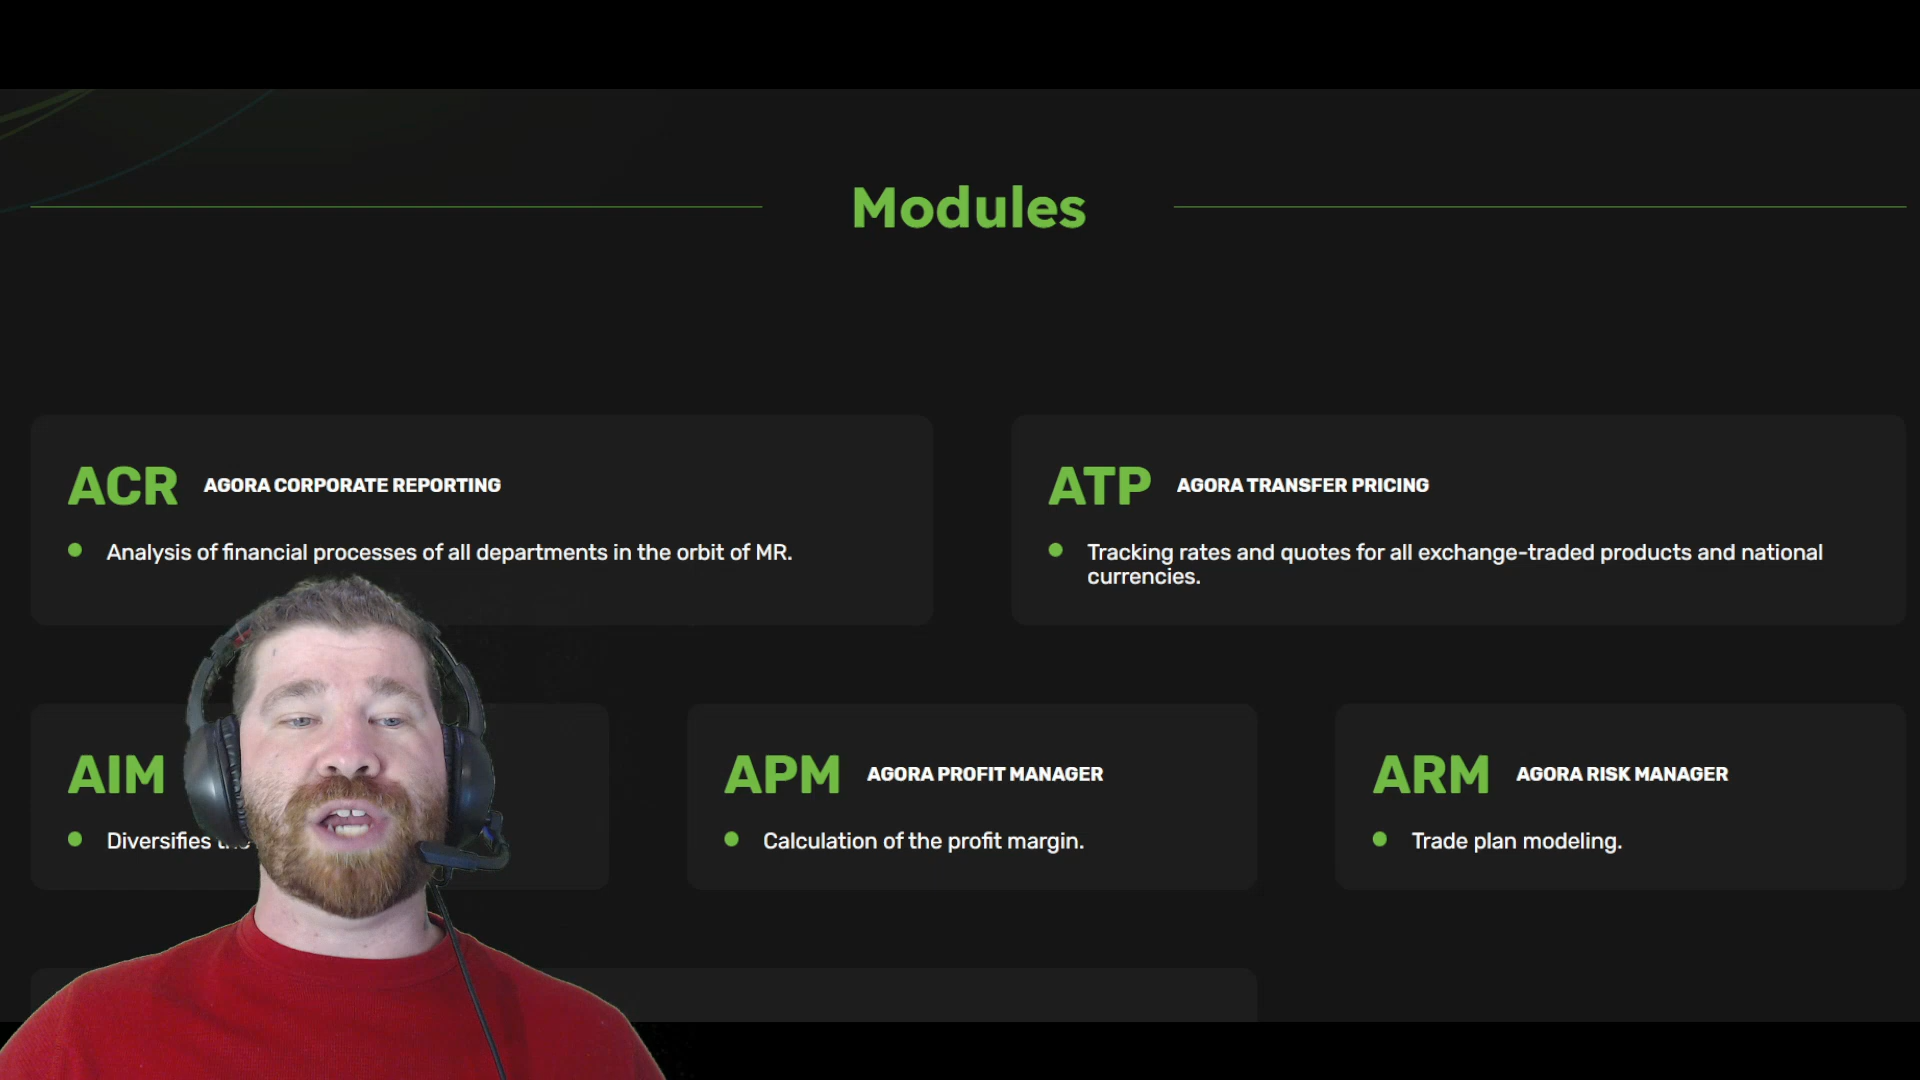 Modules
ACR AGORA CORPORATE REPORTING
Analysis of financial processes of all departments in the orbit of MR.
ATP AGORA TRANSFER PRICING
Tracking rates and quotes for all exchange-traded products and national
currencies.
AIM
Diversifies
APM AGORA PROFIT MANAGER
Calculation of the profit margin.
ARM AGORA RISK MANAGER
Trade plan modeling.